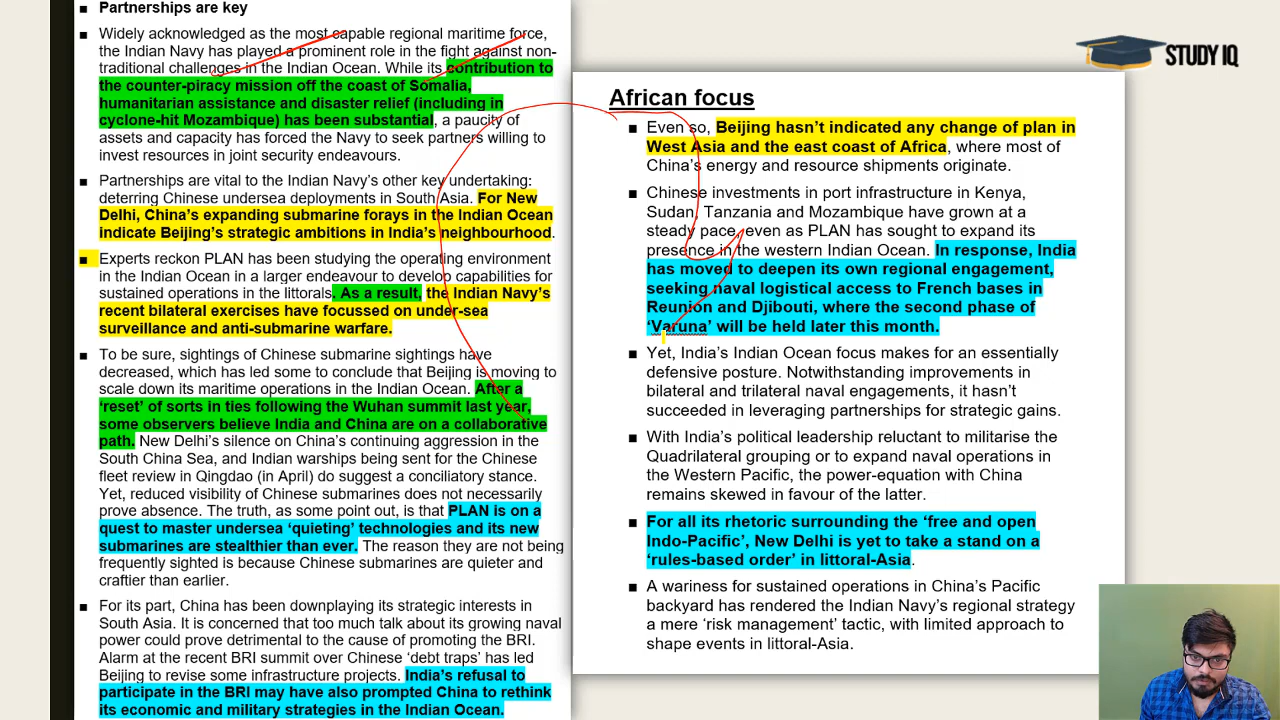 Partnerships are key
Widely acknowledged as the most capable regional maritime force,
the Indian Navy has played a prominent role in the fight against non-
traditional challenges in the Indian Ocean. While its contribution to
the counter-piracy mission off the coast of Somalia,
humanitarian assistance and disaster relief (including in
cyclone-hit Mozambique) has been substantial, a paucity of
assets and capacity has forced the Navy to seek partners willing to
invest resources in joint security endeavours.
Partnerships are vital to the Indian Navy's other key undertaking:
deterring Chinese undersea deployments in South Asia. For New
Delhi, China's expanding submarine forays in the Indian Ocean
indicate Beijing's strategic ambitions in India's neighbourhood.
Experts reckon PLAN has been studying the operating environment
in the Indian Ocean in a larger endeavour to develop capabilities for
sustained operations in the littorals. As a result, the Indian Navy's
recent bilateral exercises have focussed on under-sea
surveillance and anti-submarine warfare.
To be sure, sightings of Chinese submarine sightings have
decreased, which has led some to conclude that Beijing is moving to
scale down its maritime operations in the Indian Ocean. After a
'reset' of sorts in ties following the Wuhan summit last year,
some observers believe India and China are on a collaborative
path. New Delhi's silence on China's continuing aggression in the
South China Sea, and Indian warships being sent for the Chinese
fleet review in Qingdao (in April) do suggest a conciliatory stance.
Yet, reduced visibility of Chinese submarines does not necessarily
prove absence. The truth, as some point out, is that PLAN is on a
quest to master undersea 'quieting' technologies and its new
submarines are stealthier than ever. The reason they are not being
frequently sighted is because Chinese submarines are quieter and
craftier than earlier.
For its part, China has been downplaying its strategic interests in
South Asia. It is concerned that too much talk about its growing naval
power could prove detrimental to the cause of promoting the BRI.
Alarm at the recent BRI summit over Chinese 'debt traps' has led
Beijing to revise some infrastructure projects. India's refusal to
participate in the BRI may have also prompted China to rethink
its economic and military strategies in the Indian Ocean.
STUDY IQ
African focus
Even so, Beijing hasn't indicated any change of plan in
West Asia and the east coast of Africa, where most of
China's energy and resource shipments originate.
Chinese investments in port infrastructure in Kenya,
Sudan, Tanzania and Mozambique have grown at a
steady pace, even as PLAN has sought to expand its
presence in the western Indian Ocean. In response, India
has moved to deepen its own regional engagement,
seeking naval logistical access to French bases in
Reunion and Djibouti, where the second phase of
'Varuna' will be held later this month.
Yet, India's Indian Ocean focus makes for an essentially
defensive posture. Notwithstanding improvements in
bilateral and trilateral naval engagements, it hasn't
succeeded in leveraging partnerships for strategic gains.
With India's political leadership reluctant to militarise the
Quadrilateral grouping or to expand naval operations in
the Western Pacific, the power-equation with China
remains skewed in favour of the latter.
For all its rhetoric surrounding the 'free and open
Indo-Pacific', New Delhi is yet to take a stand on a
'rules-based order' in littoral-Asia.
A wariness for sustained operations in China's Pacific
backyard has rendered the Indian Navy's regional strategy
a mere 'risk management' tactic, with limited approach to
shape events in littoral-Asia.